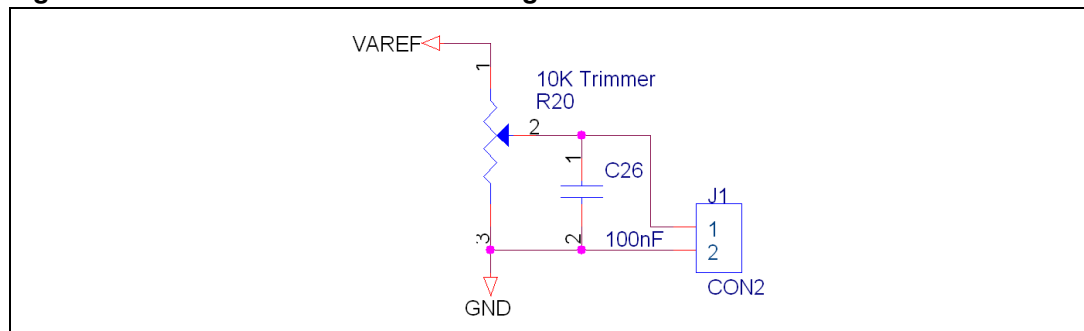 VAREF
1
10K Trimmer
R20
2
1
C26
J1
1
3
2
100nF
2
CON2
GND